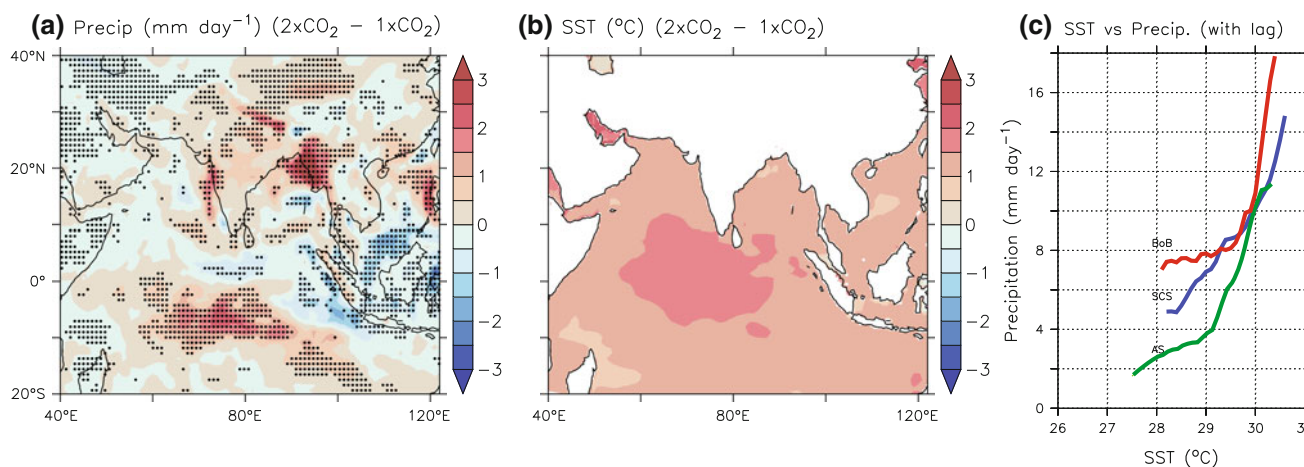 (a) Precip (mm day⁻¹) (2xCO₂ − 1xCO₂)
40°N
20°N
0°
20°S
40°E
80°E
120°E
3
2
1
0
−1
−2
−3
(b) SST (°C) (2xCO₂ − 1xCO₂)
40°E
80°E
120°E
3
2
1
0
−1
−2
−3
(c) SST vs Precip. (with lag)
Precipitation (mm day⁻¹)
16
12
8
4
0
BoB
SCS
AS
26
27
28
29
30
SST (°C)